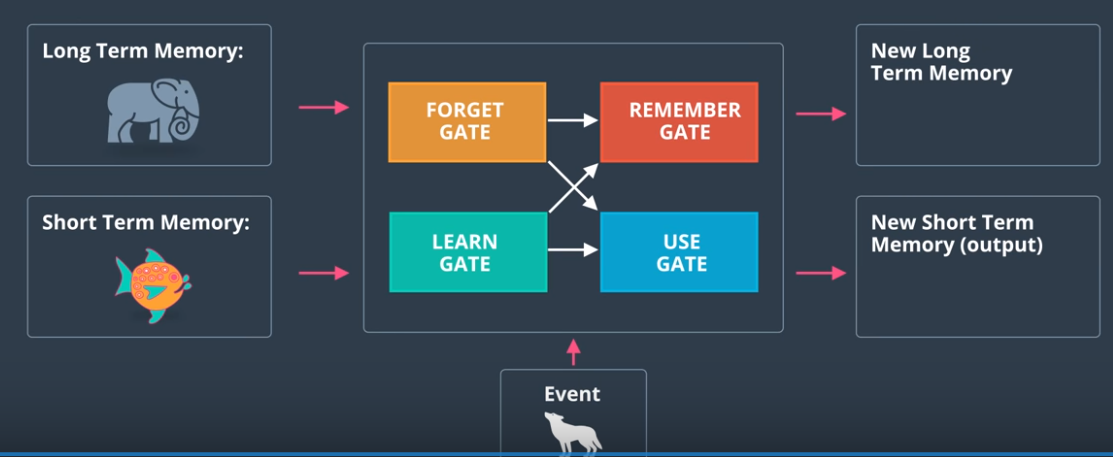 Long Term Memory:
FORGET
GATE
REMEMBER
GATE
New Long
Term Memory
Short Term Memory:
LEARN
GATE
USE
GATE
New Short Term
Memory (output)
Event